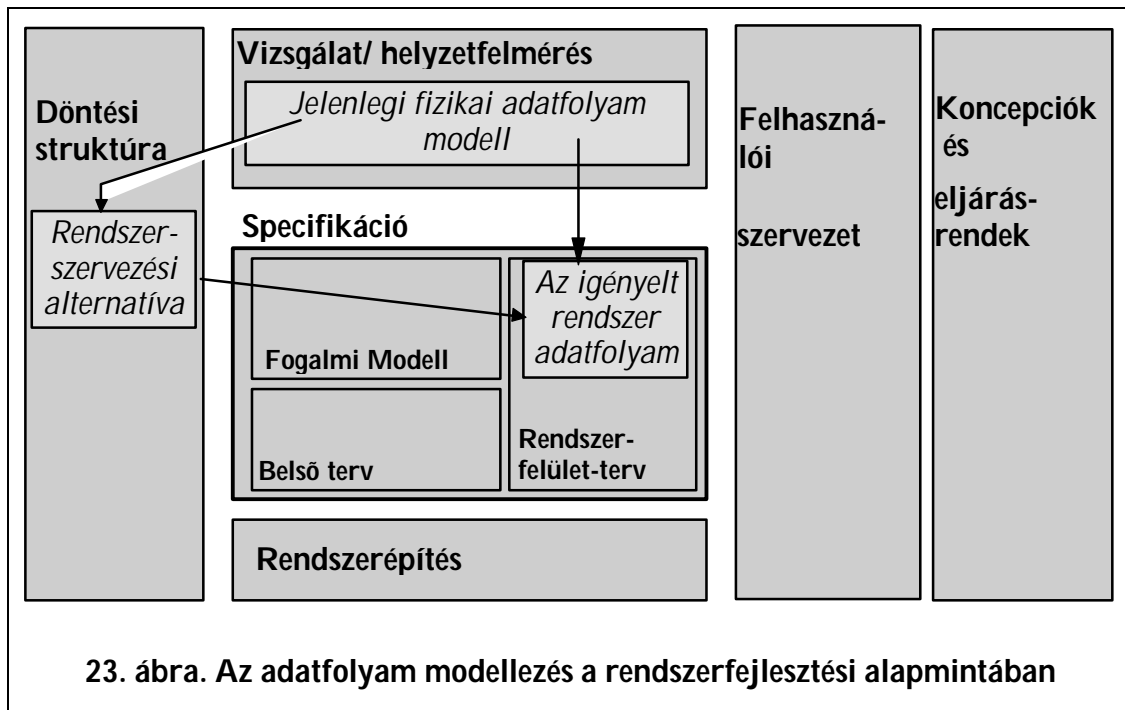 Döntési
struktúra
Rendszer-
szervezési
alternatíva
Vizsgálat/ helyzetfelmérés
Jelenlegi fizikai adatfolyam
modell
Specifikáció
Fogalmi Modell
Belsõ terv
Az igényelt
rendszer
adatfolyam
Rendszer-
felület-terv
Rendszerépítés
Felhaszná-
lói
szervezet
Koncepciók
és
eljárás-
rendek
23. ábra. Az adatfolyam modellezés a rendszerfejlesztési alapmintában